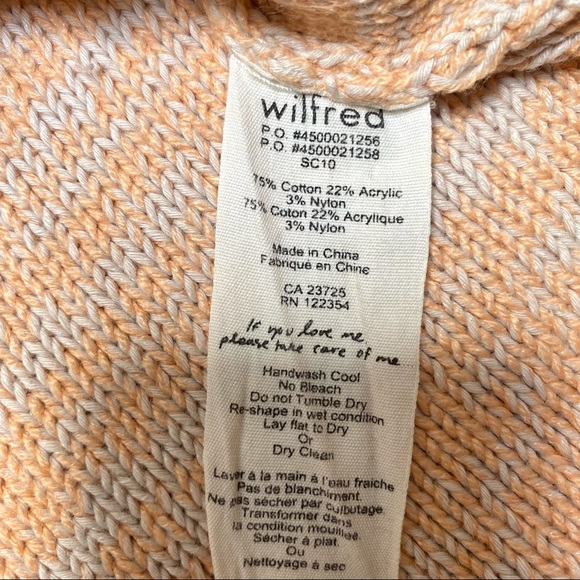 wilfred
P.O. #4500021256
P.O. #4500021258
SC10
75% Cotton 22% Acrylic
3% Nylon
75% Coton 22% Acrylique
3% Nylon
Made in China
Fabriqué en Chine
CA 23725
RN 122354
If you love me,
please take care of me
Handwash Cool
No Bleach
Do not Tumble Dry
Re-shape in wet condition
Lay flat to Dry
Or
Dry Clean
Laver à la main à l'eau fraiche
Pas de blanchiment.
Ne pas sécher par culbutage
Transformer dans
la condition mouillée.
Sécher à plat.
Ou
Nettoyage à sec